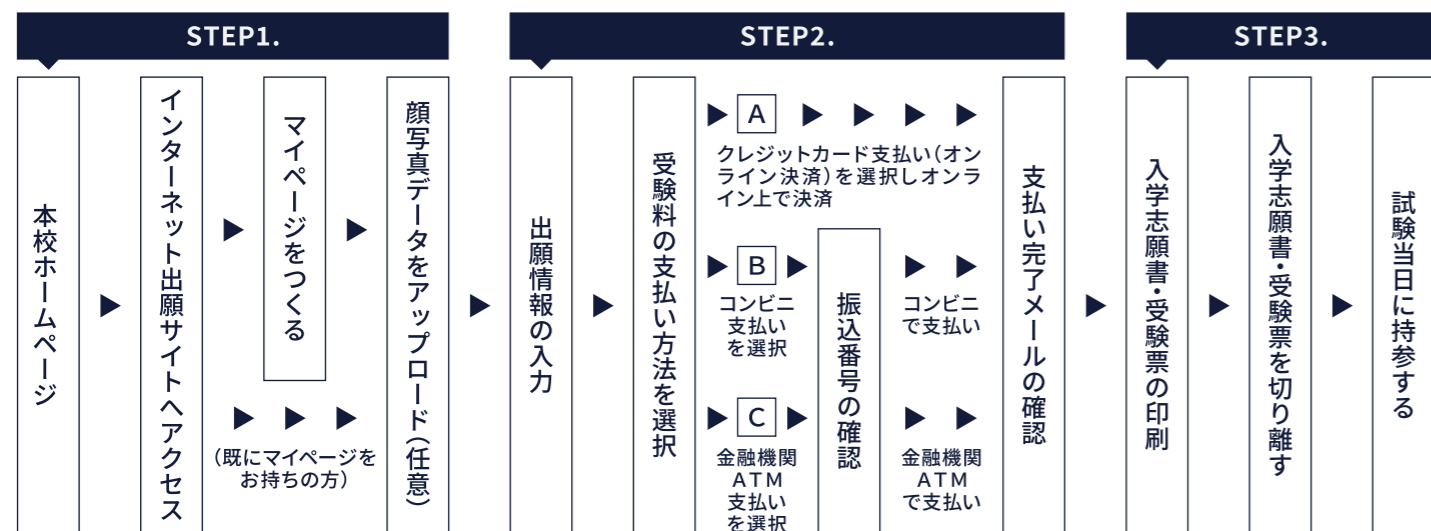 STEP1.
本校ホームページ
インターネット出願サイトへアクセス
マイページをつくる
(既にマイページを
お持ちの方)
顔写真データをアップロード(任意)
STEP2.
出願情報の入力
受験料の支払い方法を選択
A
クレジットカード支払い(オン
ライン決済)を選択しオンラ
イン上で決済
B
コンビニ
支払い
を選択
C
金融機関
ATM
支払い
を選択
振込番号の確認
コンビニ
で支払い
金融機関
ATM
で支払い
支払い完了メールの確認
STEP3.
入学志願書・受験票の印刷
入学志願書・受験票を切り離す
試験当日に持参する